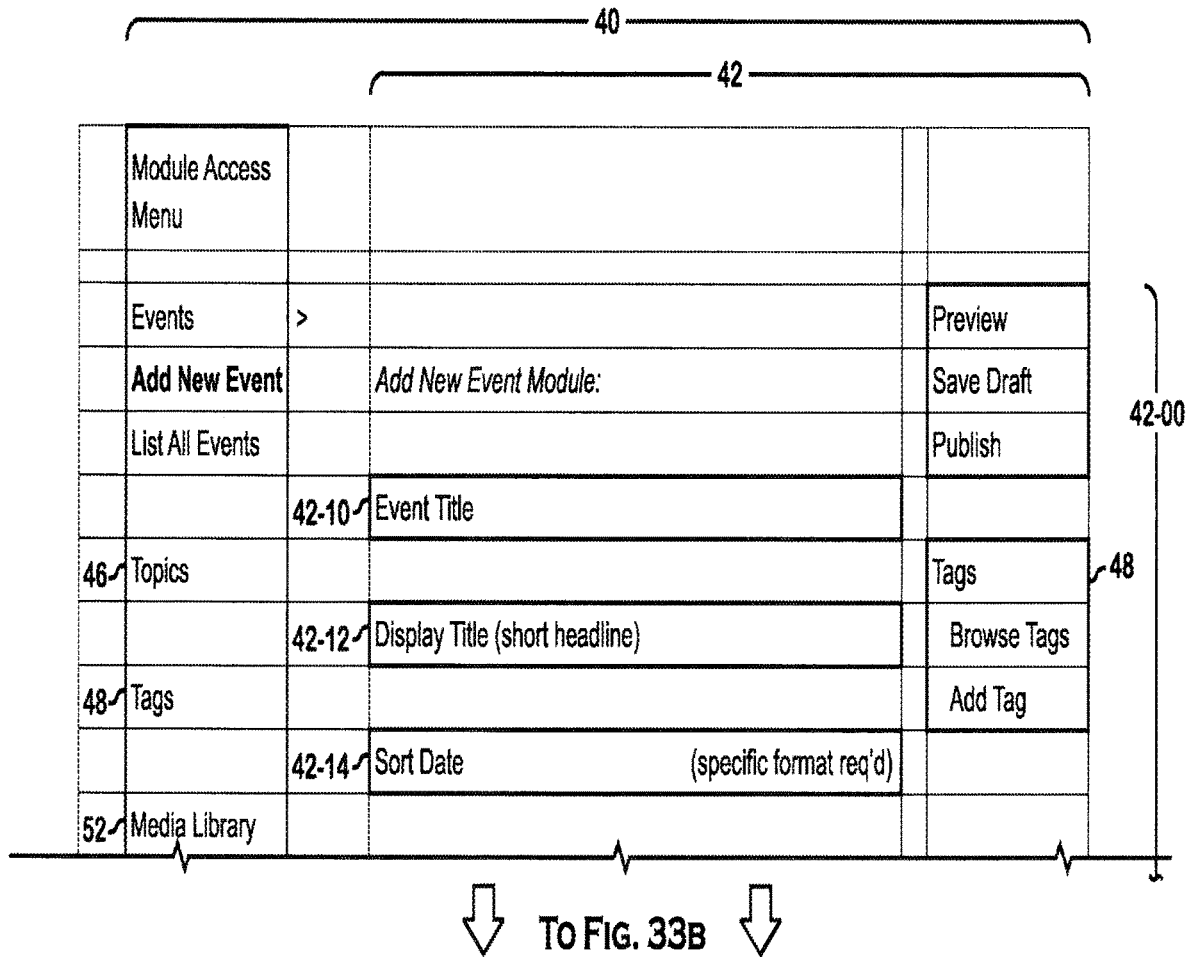 40
42
Module Access
Menu
Events > Preview
Add New Event Add New Event Module: Save Draft
42-00
List All Events Publish
42-10 Event Title
46 Topics Tags 48
42-12 Display Title (short headline) Browse Tags
48 Tags Add Tag
42-14 Sort Date (specific format req'd)
52 Media Library
TO FIG. 33B